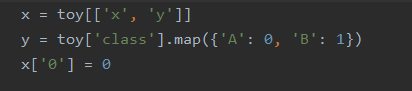 x = toy[['x', 'y']]
y = toy['class'].map({'A': 0, 'B': 1})
x['0'] = 0